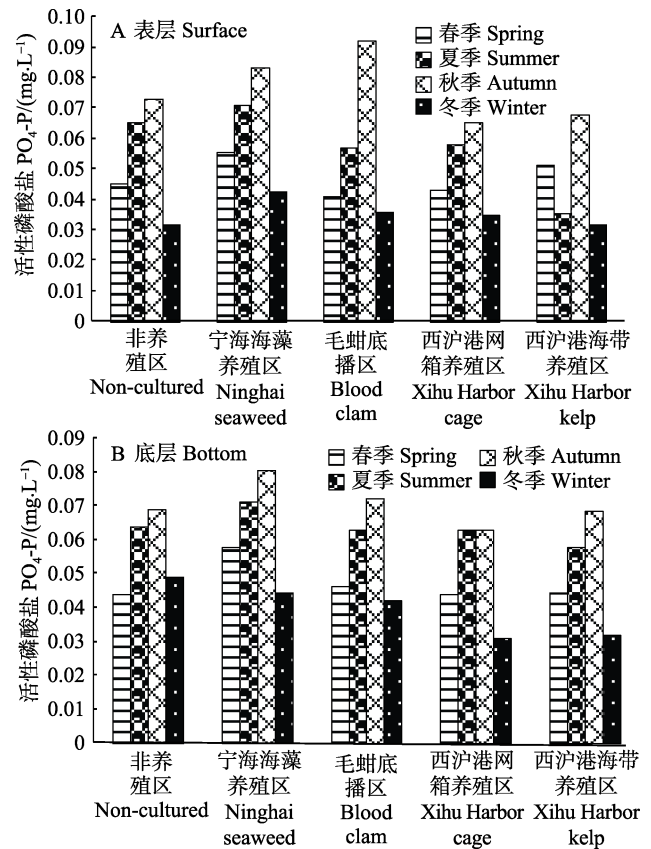 A 表层 Surface
春季 Spring
夏季 Summer
秋季 Autumn
冬季 Winter
活性磷酸盐 PO₄-P/(mg·L⁻¹)
0.10
0.09
0.08
0.07
0.06
0.05
0.04
0.03
0.02
0.01
0
非养
殖区
Non-cultured
宁海海藻
养殖区
Ninghai
seaweed
毛蚶底
播区
Blood
clam
西沪港网
箱养殖区
Xihu Harbor
cage
西沪港海带
养殖区
Xihu Harbor
kelp
B 底层 Bottom
春季 Spring
秋季 Autumn
夏季 Summer
冬季 Winter
活性磷酸盐 PO₄-P/(mg·L⁻¹)
0.09
0.08
0.07
0.06
0.05
0.04
0.03
0.02
0.01
0
非养
殖区
Non-cultured
宁海海藻
养殖区
Ninghai
seaweed
毛蚶底
播区
Blood
clam
西沪港网
箱养殖区
Xihu Harbor
cage
西沪港海带
养殖区
Xihu Harbor
kelp